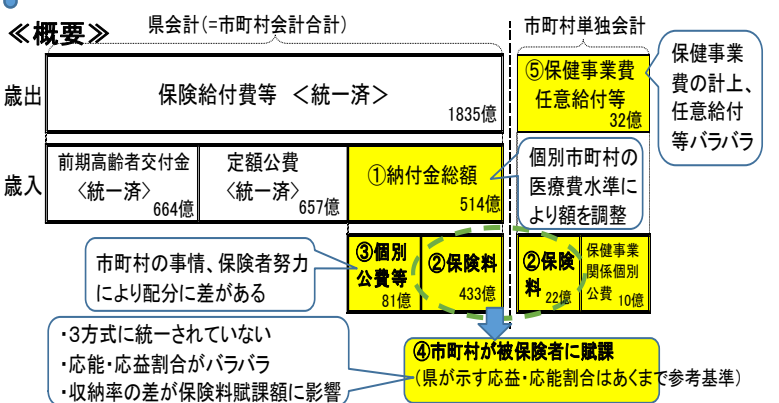 ≪概要≫
県会計(=市町村会計合計)
市町村単独会計
歳出
保険給付費等 <統一済>
1835億
⑤保健事業費
任意給付等
32億
保健事業
費の計上、
任意給付
等バラバラ
歳入
前期高齢者交付金
<統一済>
664億
定額公費
<統一済>
657億
①納付金総額
514億
個別市町村の
医療費水準に
より額を調整
市町村の事情、保険者努力
により配分に差がある
③個別
公費等
81億
②保険料
433億
②保険
料 22億
保健事業
関係個別
公費 10億
・3方式に統一されていない
・応能・応益割合がバラバラ
・収納率の差が保険料賦課額に影響
④市町村が被保険者に賦課
(県が示す応益・応能割合はあくまで参考基準)